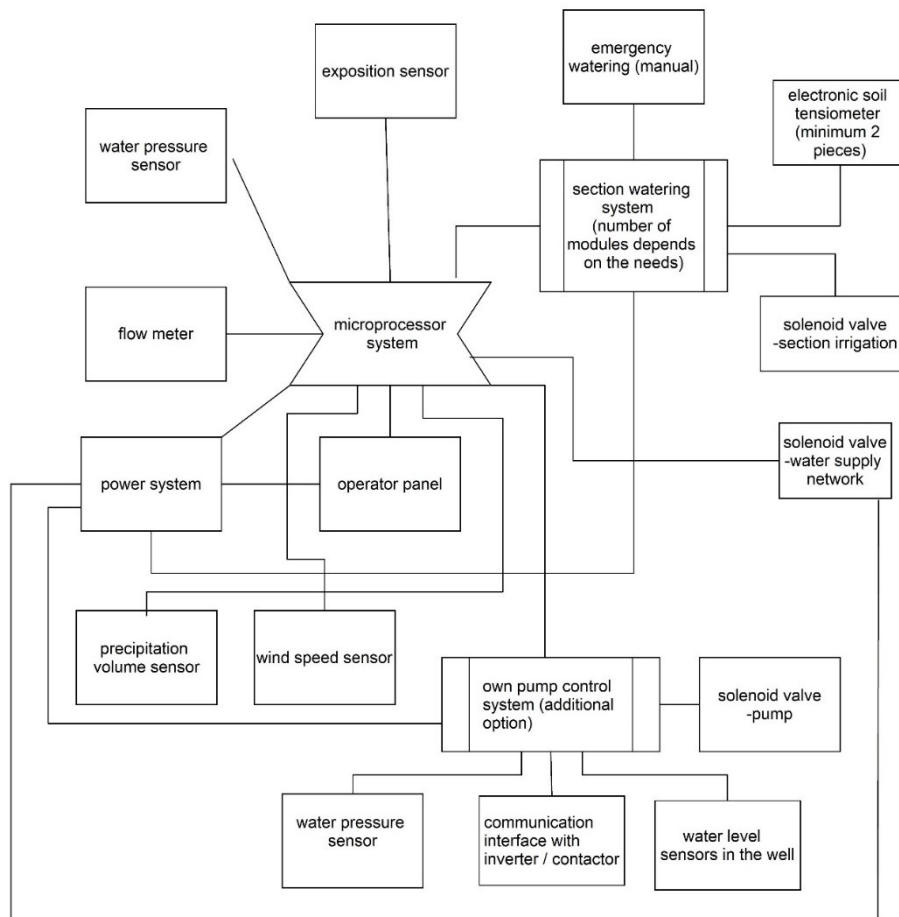 exposition sensor
emergency
watering (manual)
electronic soil
tensiometer
(minimum 2
pieces)
water pressure
sensor
section watering
system
(number of
modules depends
on the needs)
flow meter
microprocessor
system
solenoid valve
-section irrigation
power system
operator panel
solenoid valve
-water supply
network
precipitation
volume sensor
wind speed sensor
own pump control
system (additional
option)
solenoid valve
-pump
water pressure
sensor
communication
interface with
inverter / contactor
water level
sensors in the well